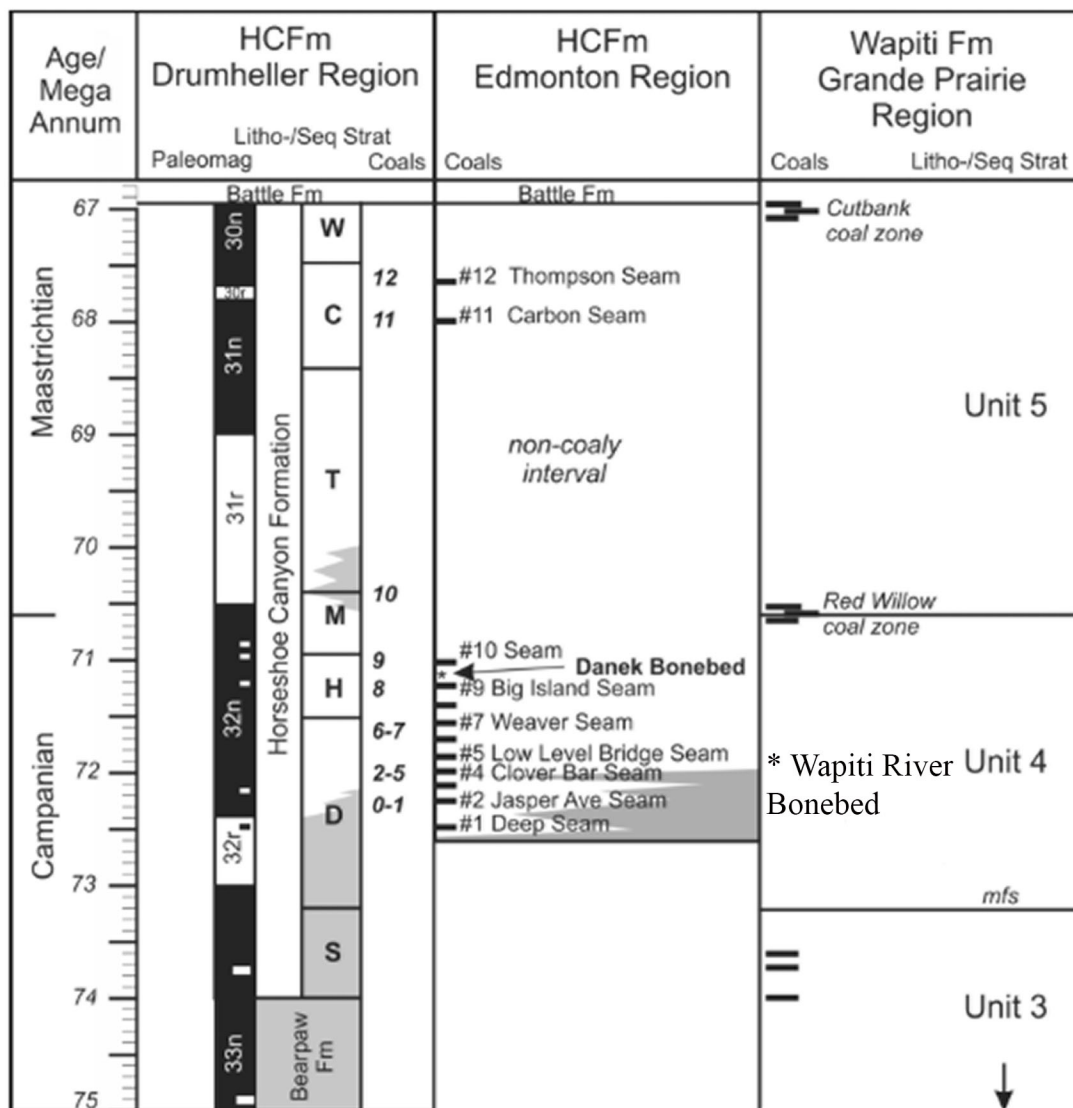 Age/
Mega
Annum
HCFm
Drumheller Region
Litho-/Seq Strat
Paleomag
Coals
HCFm
Edmonton Region
Coals
Wapiti Fm
Grande Prairie
Region
Coals
Litho-/Seq Strat
Maastrichtian
Campanian
67
68
69
70
71
72
73
74
75
30n
30r
31n
31r
32n
32r
33n
Battle Fm
Horseshoe Canyon Formation
Bearpaw
Fm
W
C
T
M
H
D
S
12
11
10
9
8
6-7
2-5
0-1
Battle Fm
#12 Thompson Seam
#11 Carbon Seam
non-coaly
interval
#10 Seam
* Danek Bonebed
#9 Big Island Seam
#7 Weaver Seam
#5 Low Level Bridge Seam
#4 Clover Bar Seam
#2 Jasper Ave Seam
#1 Deep Seam
Cutbank
coal zone
Unit 5
Red Willow
coal zone
* Wapiti River
Bonebed
Unit 4
mfs
Unit 3